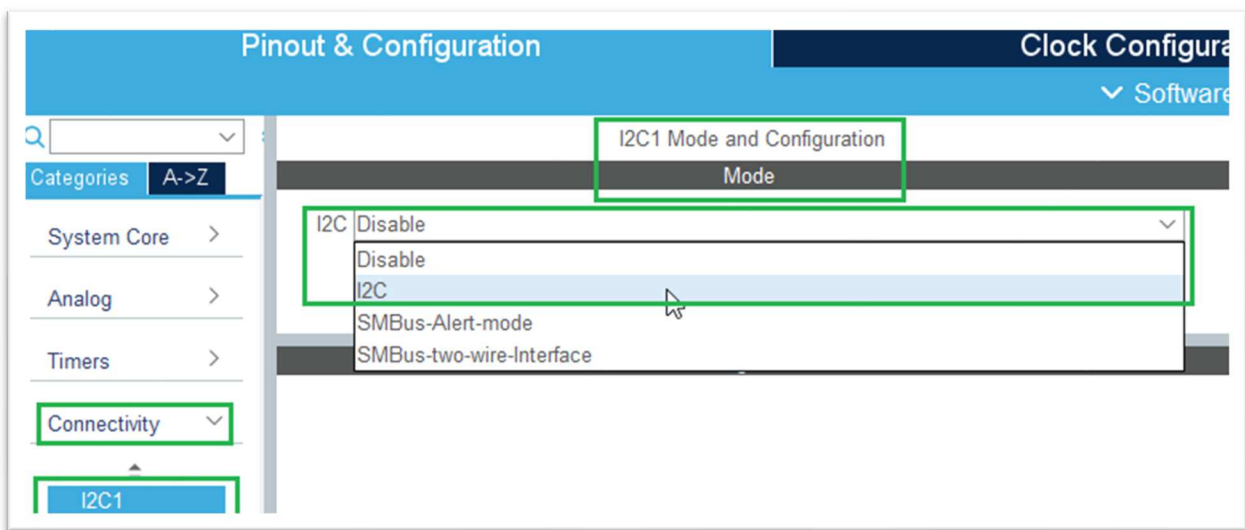 Pinout & Configuration
Clock Configura
Software
I2C1 Mode and Configuration
Categories
A->Z
Mode
System Core
I2C Disable
Disable
I2C
Analog
SMBus-Alert-mode
SMBus-two-wire-Interface
Timers
Connectivity
I2C1